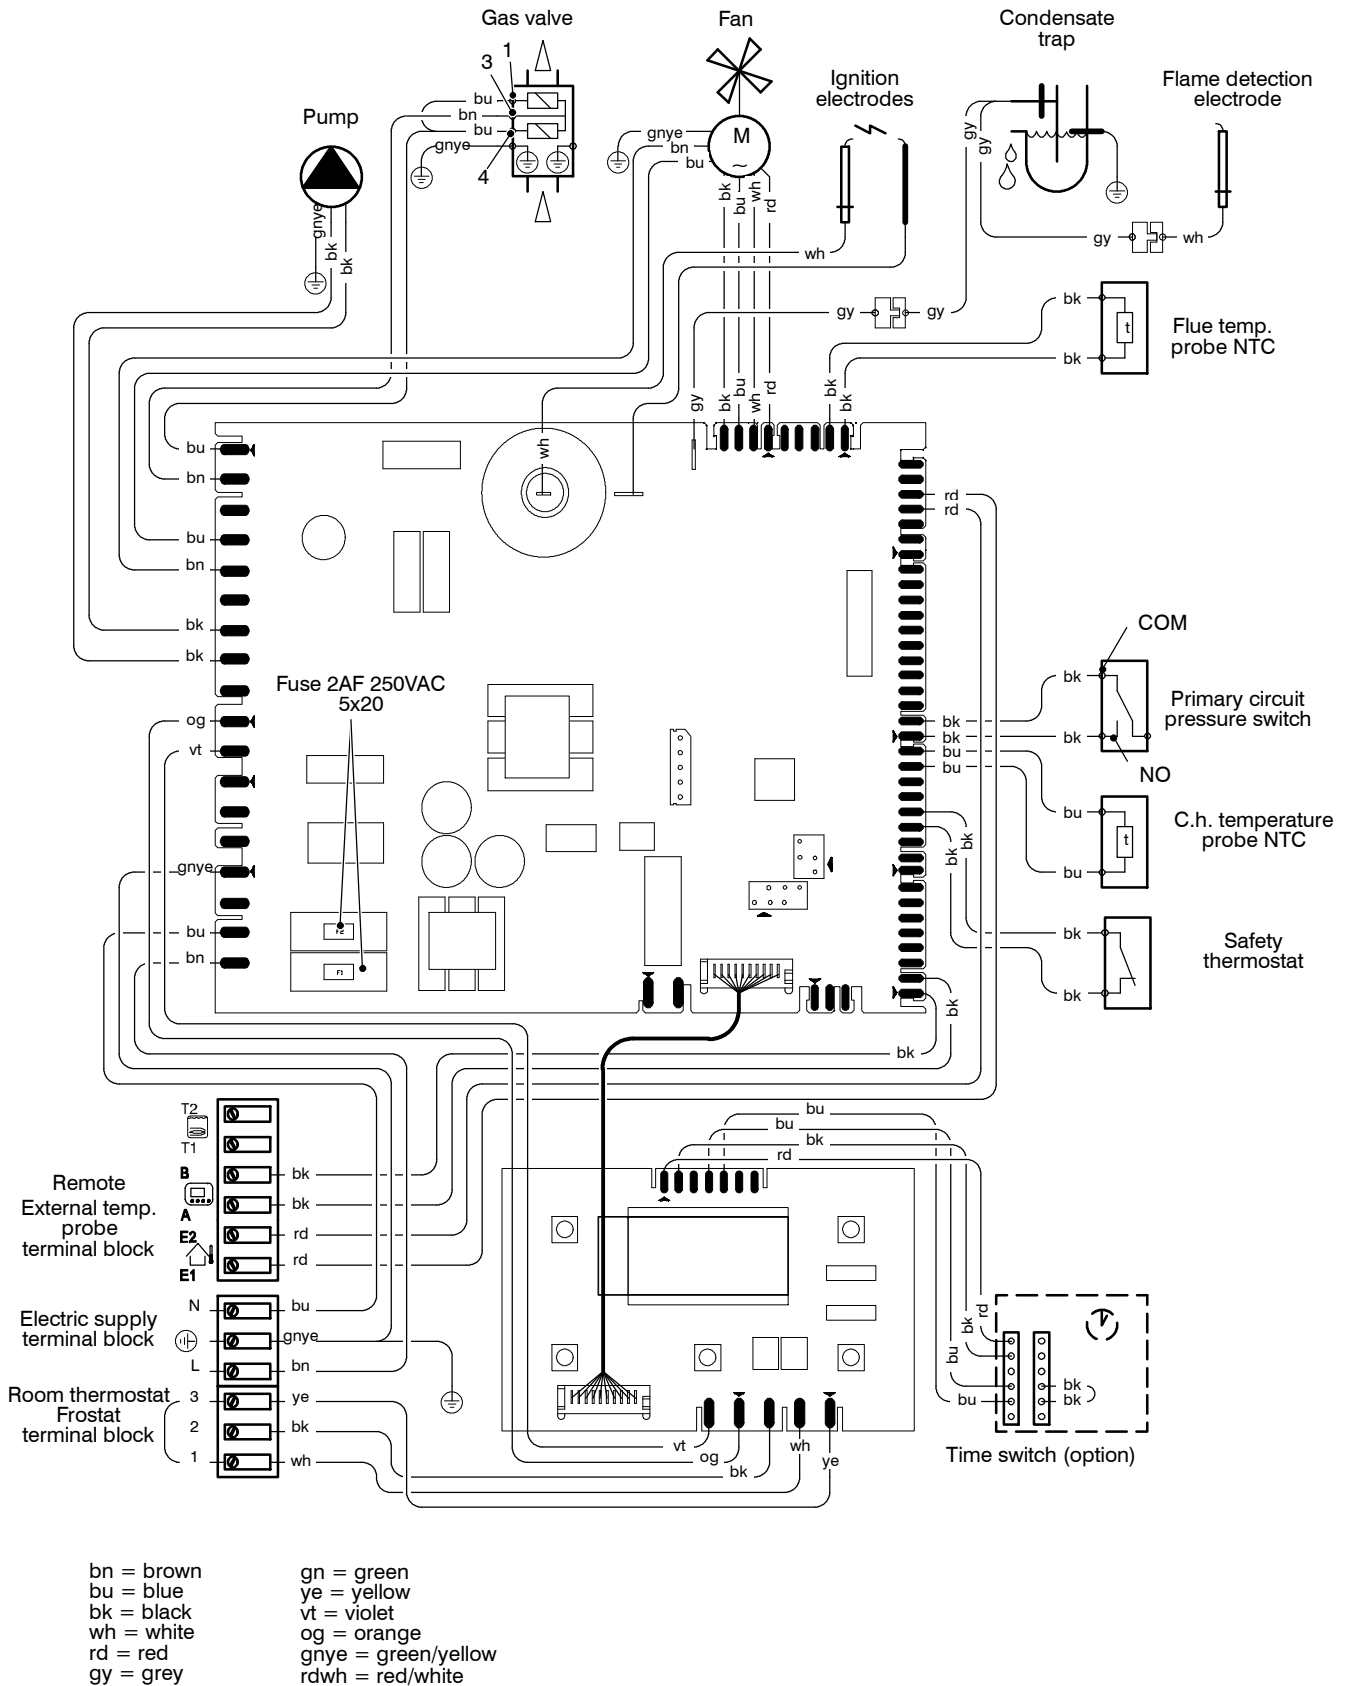 Gas valve
Fan
Condensate
trap
1
3
bu
bn
bu
gnye
4
Pump
gnye
bk
bk
gnye
bn
bu
M
~
bk
bu
wh
rd
Ignition
electrodes
wh
gy
gy
Flame detection
electrode
gy
wh
gy
gy
bk
bk
t
Flue temp.
probe NTC
gy
bk
bu
wh
rd
bk
bk
wh
bu
bn
bu
bn
bk
bk
og
vt
gnye
bu
bn
Fuse 2AF 250VAC
5x20
F2
F1
rd
rd
COM
bk
bk
bk
bk
NO
Primary circuit
pressure switch
bu
bu
bu
bu
t
C.h. temperature
probe NTC
bk
bk
bk
bk
Safety
thermostat
bk
bk
T2
T1
B
A
E2
E1
bk
bk
rd
rd
Remote
External temp.
probe
terminal block
N
L
bu
gnye
bn
Electric supply
terminal block
3
2
1
ye
bk
wh
Room thermostat
Frostat
terminal block
bu
bu
bk
rd
rd
bk
bu
bu
bk
bk
Time switch (option)
vt
og
bk
wh
ye
bn = brown
bu = blue
bk = black
wh = white
rd = red
gy = grey
gn = green
ye = yellow
vt = violet
og = orange
gnye = green/yellow
rdwh = red/white